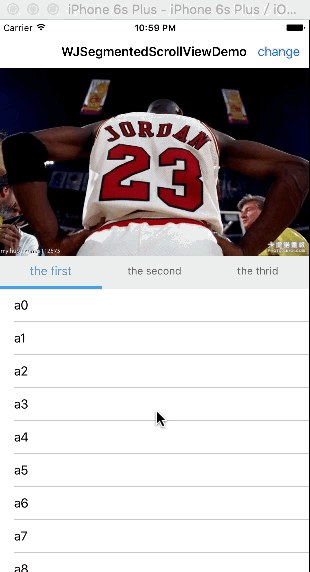 iPhone 6s Plus - iPhone 6s Plus / iO...
Carrier 10:59 PM
WJSegmentedScrollViewDemo change
JORDAN
23
the first the second the thrid
a0
a1
a2
a3
a4
a5
a6
a7
a8